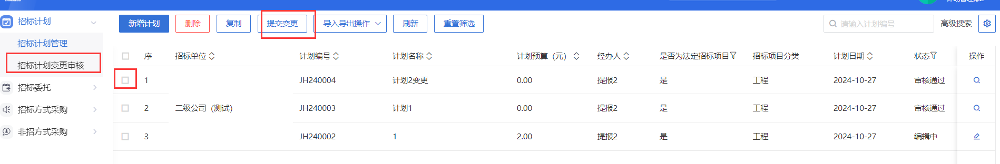 招标计划
新增计划 删除 复制 提交变更 导入导出操作 刷新 重置筛选 请输入计划编号 高级搜索
招标计划管理
招标计划变更审核
招标委托
招标方式采购
非招方式采购
序 招标单位 计划编号 计划名称 计划预算（元） 经办人 是否为法定招标项目 招标项目分类 计划日期 状态 操作
1 JH240004 计划2变更 0.00 提报2 是 工程 2024-10-27 审核通过
2 二级公司（测试） JH240003 计划1 0.00 提报2 是 工程 2024-10-27 审核通过
3 JH240002 1 2.00 提报2 是 工程 2024-10-27 编辑中